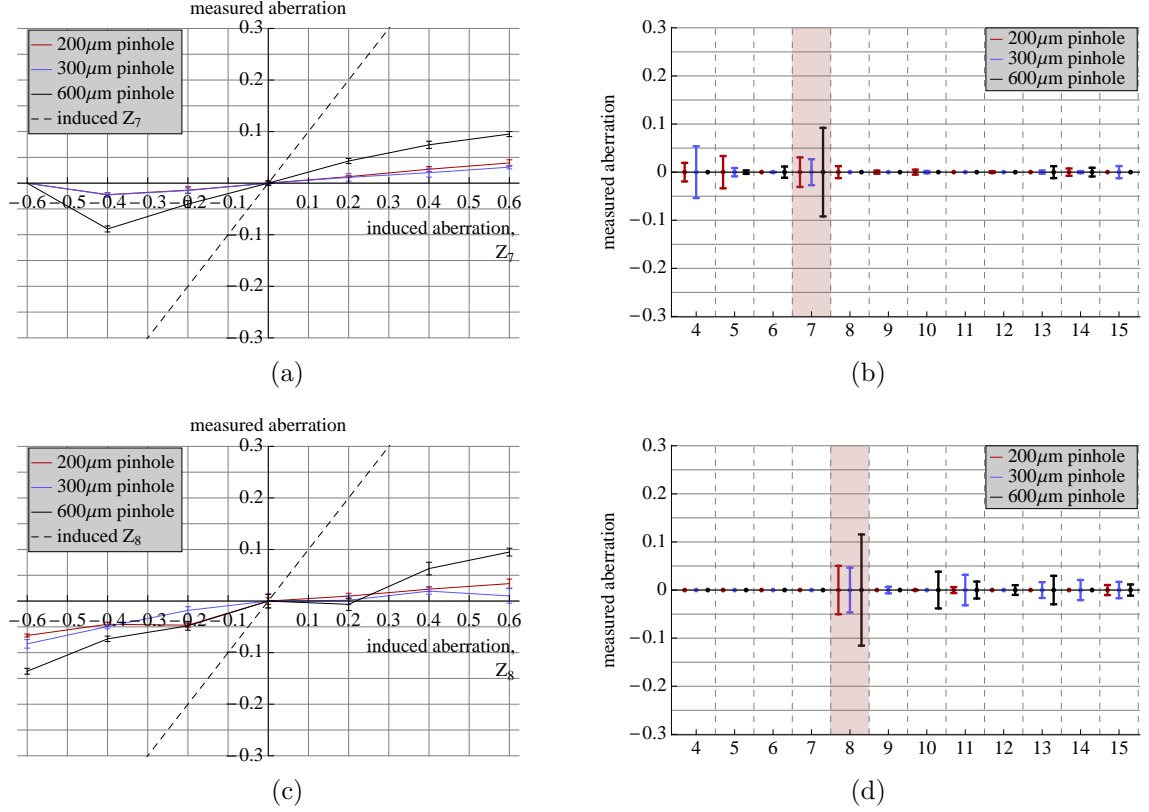 measured aberration
0.3
200μm pinhole
300μm pinhole
600μm pinhole
induced Z₇
0.2
0.1
−0.6 −0.5 −0.4 −0.3 −0.2 −0.1 0.1 0.2 0.3 0.4 0.5 0.6
induced aberration,
Z₇
−0.1
−0.2
−0.3
(a)
measured aberration
0.3
0.2
0.1
0
−0.1
−0.2
−0.3
200μm pinhole
300μm pinhole
600μm pinhole
4 5 6 7 8 9 10 11 12 13 14 15
(b)
measured aberration
0.3
200μm pinhole
300μm pinhole
600μm pinhole
induced Z₈
0.2
0.1
−0.6 −0.5 −0.4 −0.3 −0.2 −0.1 0.1 0.2 0.3 0.4 0.5 0.6
induced aberration,
Z₈
−0.1
−0.2
−0.3
(c)
measured aberration
0.3
0.2
0.1
0
−0.1
−0.2
−0.3
200μm pinhole
300μm pinhole
600μm pinhole
4 5 6 7 8 9 10 11 12 13 14 15
(d)